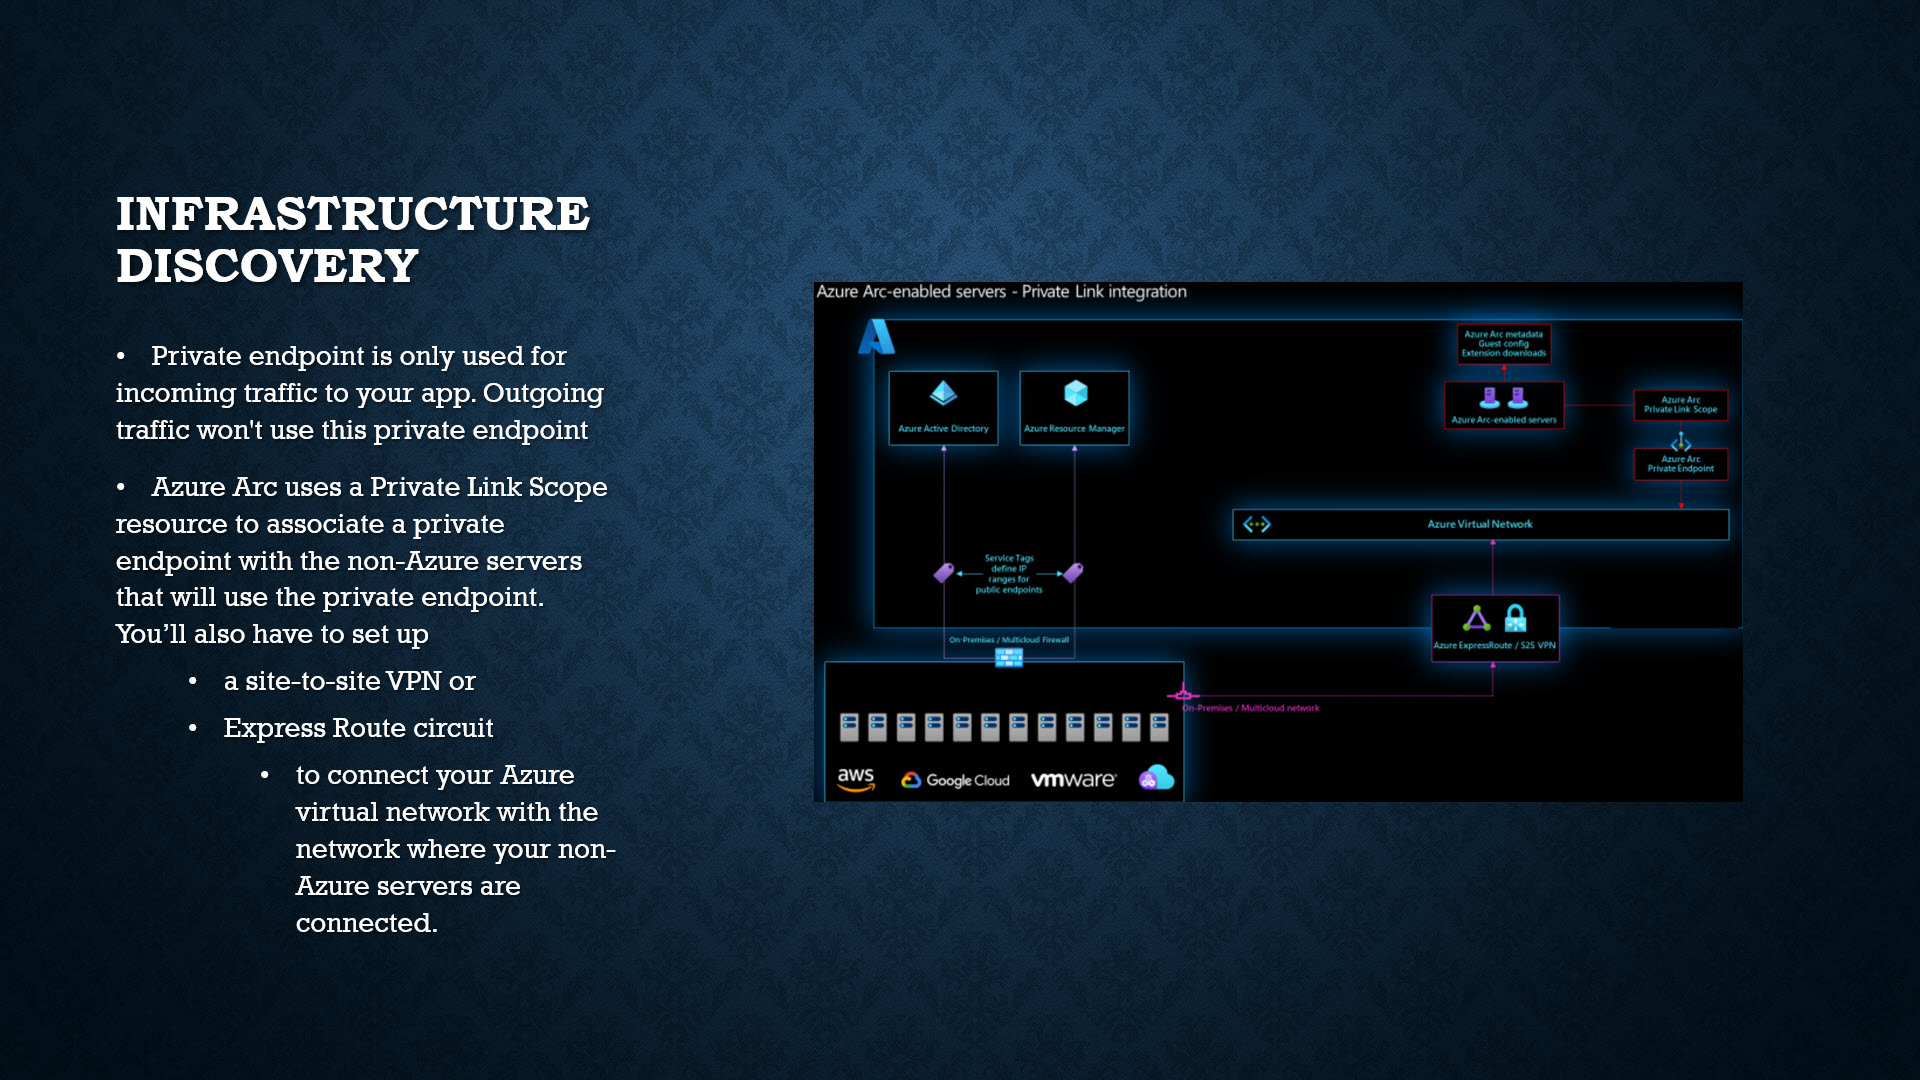 INFRASTRUCTURE
DISCOVERY
• Private endpoint is only used for
incoming traffic to your app. Outgoing
traffic won't use this private endpoint
• Azure Arc uses a Private Link Scope
resource to associate a private
endpoint with the non-Azure servers
that will use the private endpoint.
You’ll also have to set up
• a site-to-site VPN or
• Express Route circuit
• to connect your Azure
virtual network with the
network where your non-
Azure servers are
connected.
Azure Arc-enabled servers - Private Link integration
Azure Active Directory
Azure Resource Manager
Azure Arc metadata
Guest config
Extension downloads
Azure Arc-enabled servers
Azure Arc
Private Link Scope
Azure Arc
Private Endpoint
Azure Virtual Network
Service Tags
define IP
ranges for
public endpoints
On-Premises / Multicloud Firewall
Azure ExpressRoute / S2S VPN
On-Premises / Multicloud network
aws
Google Cloud
vmware